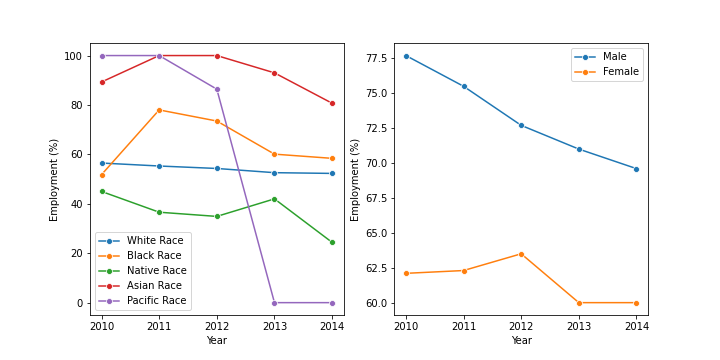 Employment (%)
100
80
60
40
20
0
White Race
Black Race
Native Race
Asian Race
Pacific Race
2010 2011 2012 2013 2014
Year
Employment (%)
77.5
75.0
72.5
70.0
67.5
65.0
62.5
60.0
Male
Female
2010 2011 2012 2013 2014
Year